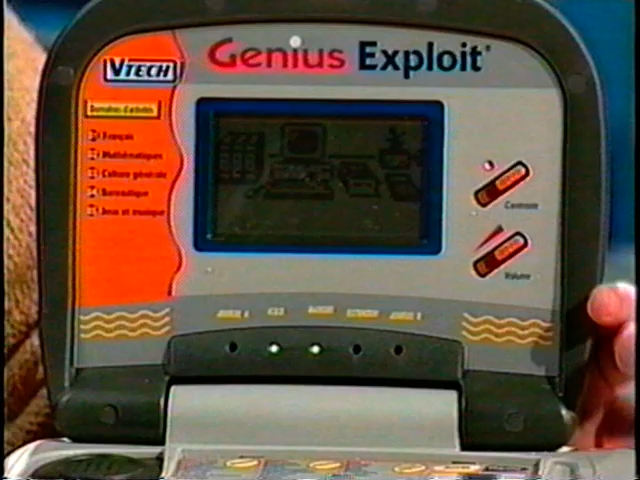 VTECH
Genius Exploit
Domaines d'activités
Français
Mathématiques
Culture générale
Bureautique
Jeux et musique
Contraste
Volume